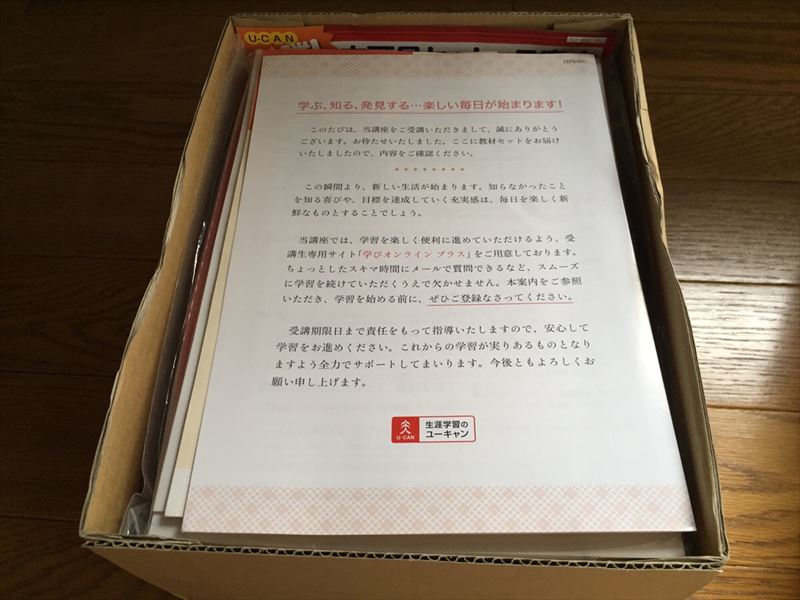 U-CAN
学ぶ、知る、発見する…楽しい毎日が始まります!
このたびは、当講座をご受講いただきまして、誠にありがとう
ございます。お待たせいたしました。ここに教材セットをお届け
いたしましたので、内容をご確認ください。
この瞬間より、新しい生活が始まります。知らなかったこと
を知る喜びや、目標を達成していく充実感は、毎日を楽しく新
鮮なものとすることでしょう。
当講座では、学習を楽しく便利に進めていただけるよう、受
講生専用サイト「学びオンライン プラス」をご用意しております。
ちょっとしたスキマ時間にメールで質問できるなど、スムーズ
に学習を続けていただくうえで欠かせません。本案内をご参照
いただき、学習を始める前に、ぜひご登録なさってください。
受講期限日まで責任をもって指導いたしますので、安心して
学習をお進めください。これからの学習が実りあるものとなり
ますよう全力でサポートしてまいります。今後ともよろしくお
願い申し上げます。
U-CAN
生涯学習の
ユーキャン